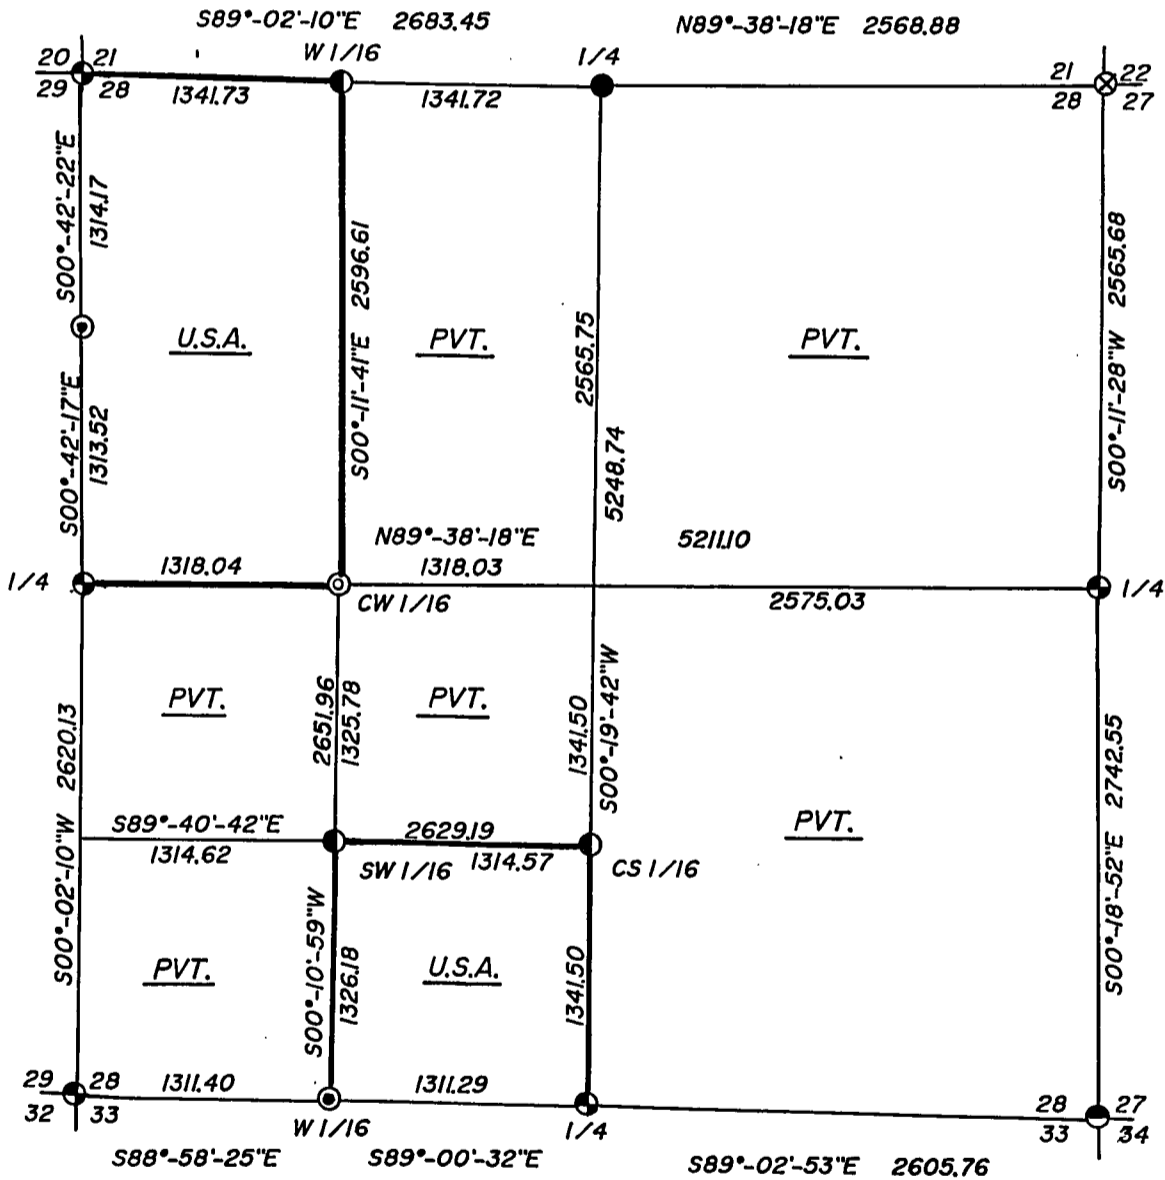 S89°-02'-10"E 2683.45
N89°-38'-18"E 2568.88
20 21
29 28
W 1/16
1/4
21 22
28 27
1341.73
1341.72
S00°-42'-22"E
1314.17
S00°-11'-41"E 2596.61
2565.75
S00°-11'-28"W 2565.68
U.S.A.
PVT.
PVT.
S00°-42'-17"E
1313.52
5248.74
N89°-38'-18"E
5211.10
1/4
1318.04
1318.03
CW 1/16
2575.03
1/4
PVT.
PVT.
2651.96
1325.78
1341.50
S00°-19'-42"W
S00°-02'-10"W 2620.13
S00°-18'-52"E 2742.55
S89°-40'-42"E
1314.62
2629.19
1314.57
SW 1/16
CS 1/16
PVT.
S00°-10'-59"W
1326.18
1341.50
PVT.
U.S.A.
29 28
32 33
1311.40
1311.29
W 1/16
1/4
28 27
33 34
S88°-58'-25"E
S89°-00'-32"E
S89°-02'-53"E 2605.76